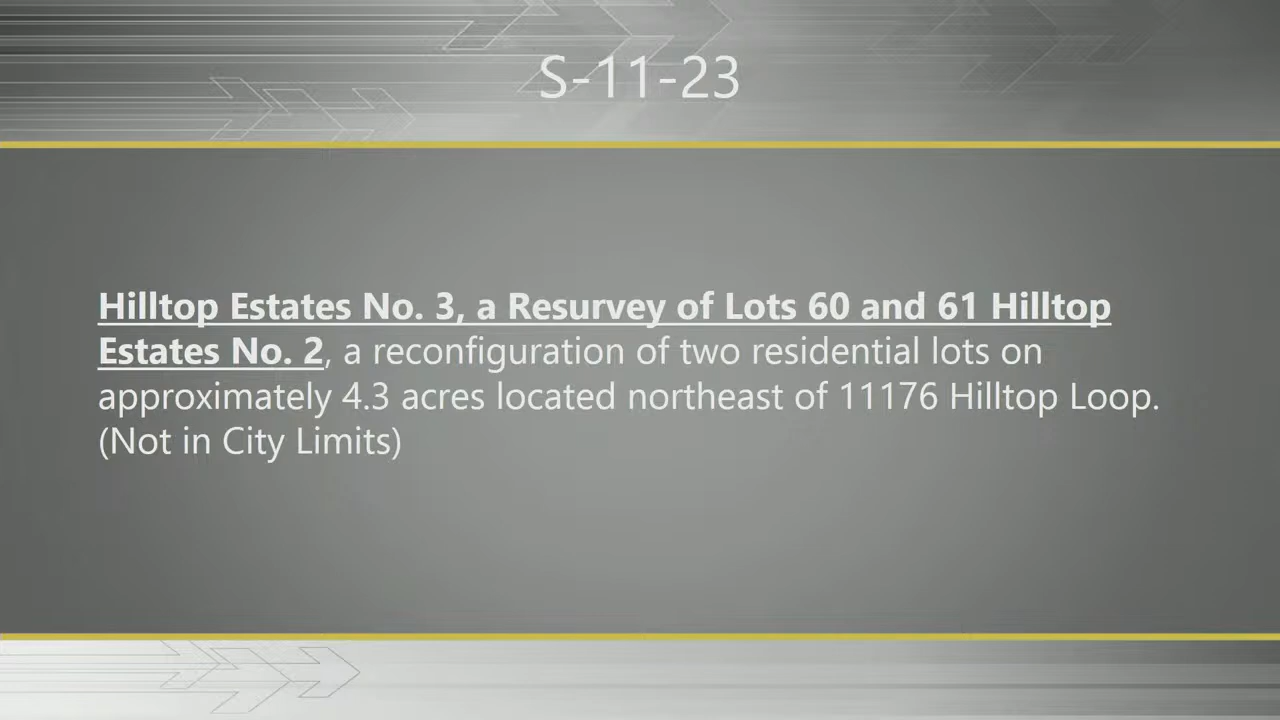 S-11-23
Hilltop Estates No. 3, a Resurvey of Lots 60 and 61 Hilltop
Estates No. 2, a reconfiguration of two residential lots on
approximately 4.3 acres located northeast of 11176 Hilltop Loop.
(Not in City Limits)